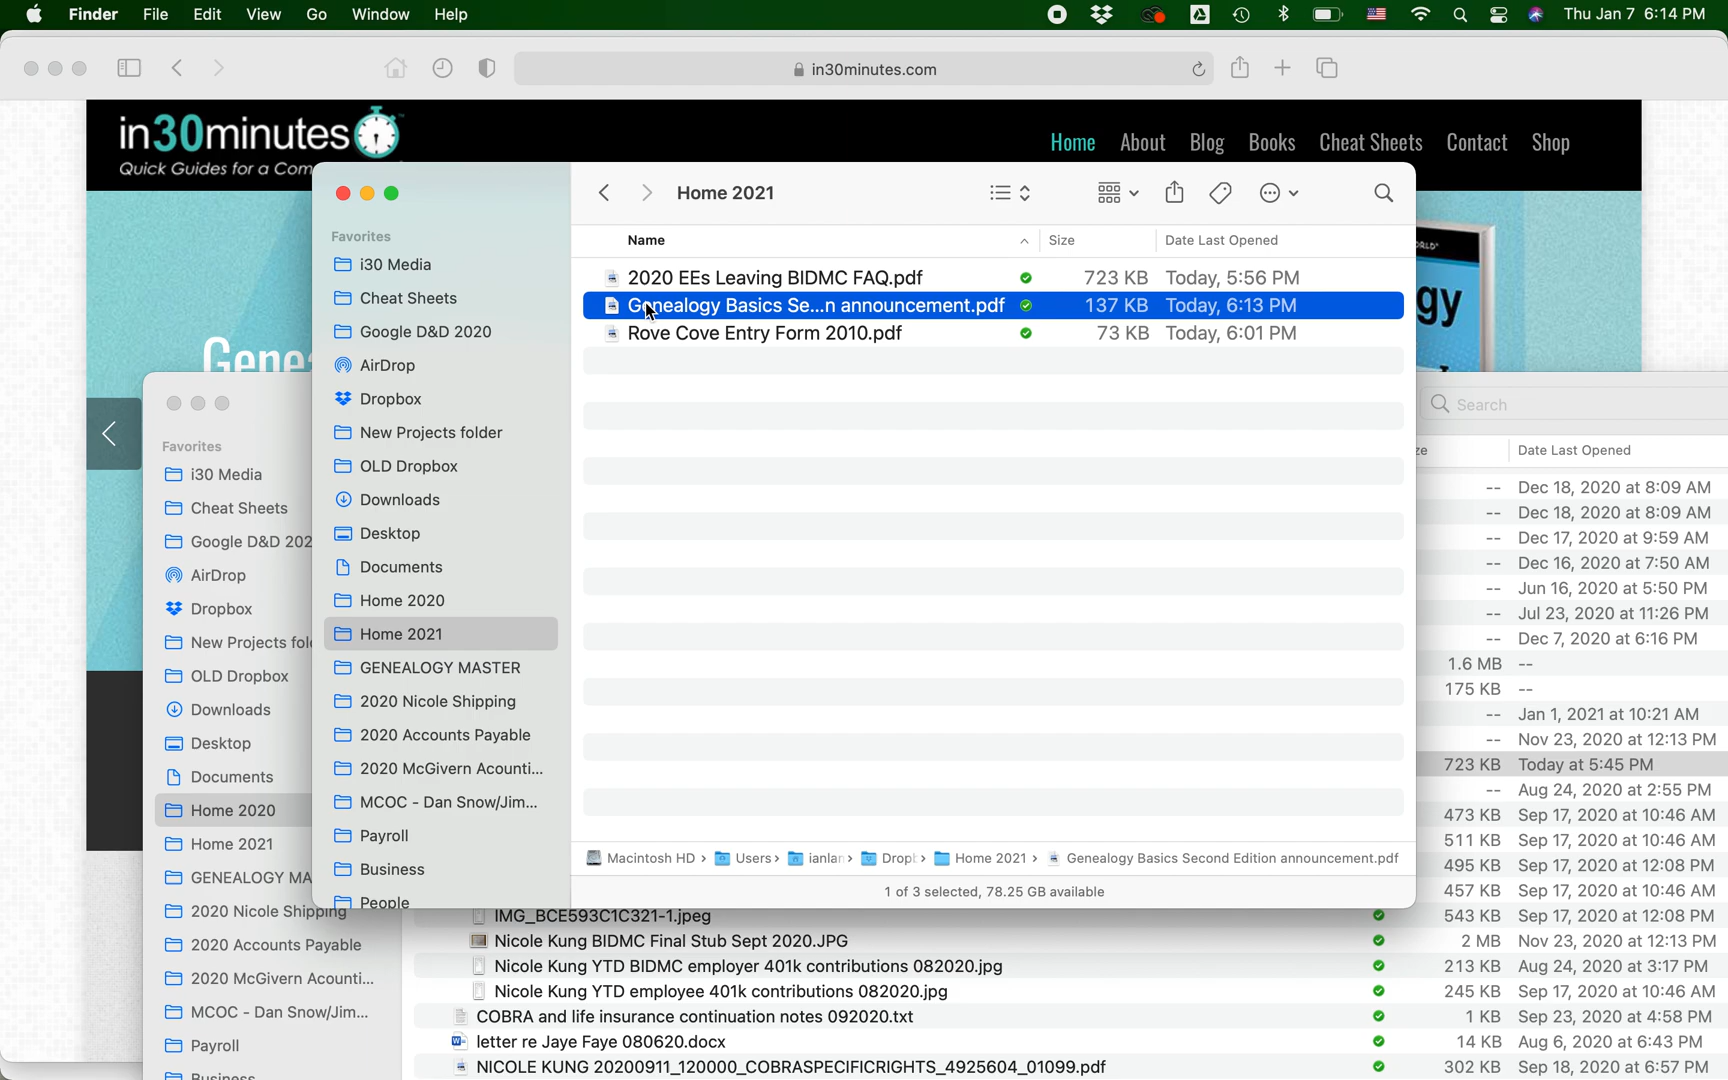 Finder File Edit View Go Window Help Thu Jan 7 6:14 PM
in30minutes.com
in30minutes
Quick Guides for a Com
Home About Blog Books Cheat Sheets Contact Shop
Home 2021
Favorites
i30 Media
Cheat Sheets
Google D&D 2020
AirDrop
Dropbox
New Projects folder
OLD Dropbox
Downloads
Desktop
Documents
Home 2020
Home 2021
GENEALOGY MASTER
2020 Nicole Shipping
2020 Accounts Payable
2020 McGivern Acounti...
MCOC - Dan Snow/Jim...
Payroll
Business
People
Name Size Date Last Opened
2020 EEs Leaving BIDMC FAQ.pdf 723 KB Today, 5:56 PM
Genealogy Basics Se...n announcement.pdf 137 KB Today, 6:13 PM
Rove Cove Entry Form 2010.pdf 73 KB Today, 6:01 PM
Macintosh HD › Users › ianlar › Drop › Home 2021 › Genealogy Basics Second Edition announcement.pdf
1 of 3 selected, 78.25 GB available
Genea
gy
Favorites
i30 Media
Cheat Sheets
Google D&D 202
AirDrop
Dropbox
New Projects fol
OLD Dropbox
Downloads
Desktop
Documents
Home 2020
Home 2021
GENEALOGY MA
2020 Nicole Shipping
2020 Accounts Payable
2020 McGivern Acounti...
MCOC - Dan Snow/Jim...
Payroll
Business
Search
ze Date Last Opened
-- Dec 18, 2020 at 8:09 AM
-- Dec 18, 2020 at 8:09 AM
-- Dec 17, 2020 at 9:59 AM
-- Dec 16, 2020 at 7:50 AM
-- Jun 16, 2020 at 5:50 PM
-- Jul 23, 2020 at 11:26 PM
-- Dec 7, 2020 at 6:16 PM
1.6 MB --
175 KB --
-- Jan 1, 2021 at 10:21 AM
-- Nov 23, 2020 at 12:13 PM
723 KB Today at 5:45 PM
-- Aug 24, 2020 at 2:55 PM
473 KB Sep 17, 2020 at 10:46 AM
511 KB Sep 17, 2020 at 10:46 AM
495 KB Sep 17, 2020 at 12:08 PM
457 KB Sep 17, 2020 at 10:46 AM
IMG_BCE593C1C321-1.jpeg 543 KB Sep 17, 2020 at 12:08 PM
Nicole Kung BIDMC Final Stub Sept 2020.JPG 2 MB Nov 23, 2020 at 12:13 PM
Nicole Kung YTD BIDMC employer 401k contributions 082020.jpg 213 KB Aug 24, 2020 at 3:17 PM
Nicole Kung YTD employee 401k contributions 082020.jpg 245 KB Sep 17, 2020 at 10:46 AM
COBRA and life insurance continuation notes 092020.txt 1 KB Sep 23, 2020 at 4:58 PM
letter re Jaye Faye 080620.docx 14 KB Aug 6, 2020 at 6:43 PM
NICOLE KUNG 20200911_120000_COBRASPECIFICRIGHTS_4925604_01099.pdf 302 KB Sep 18, 2020 at 6:57 PM